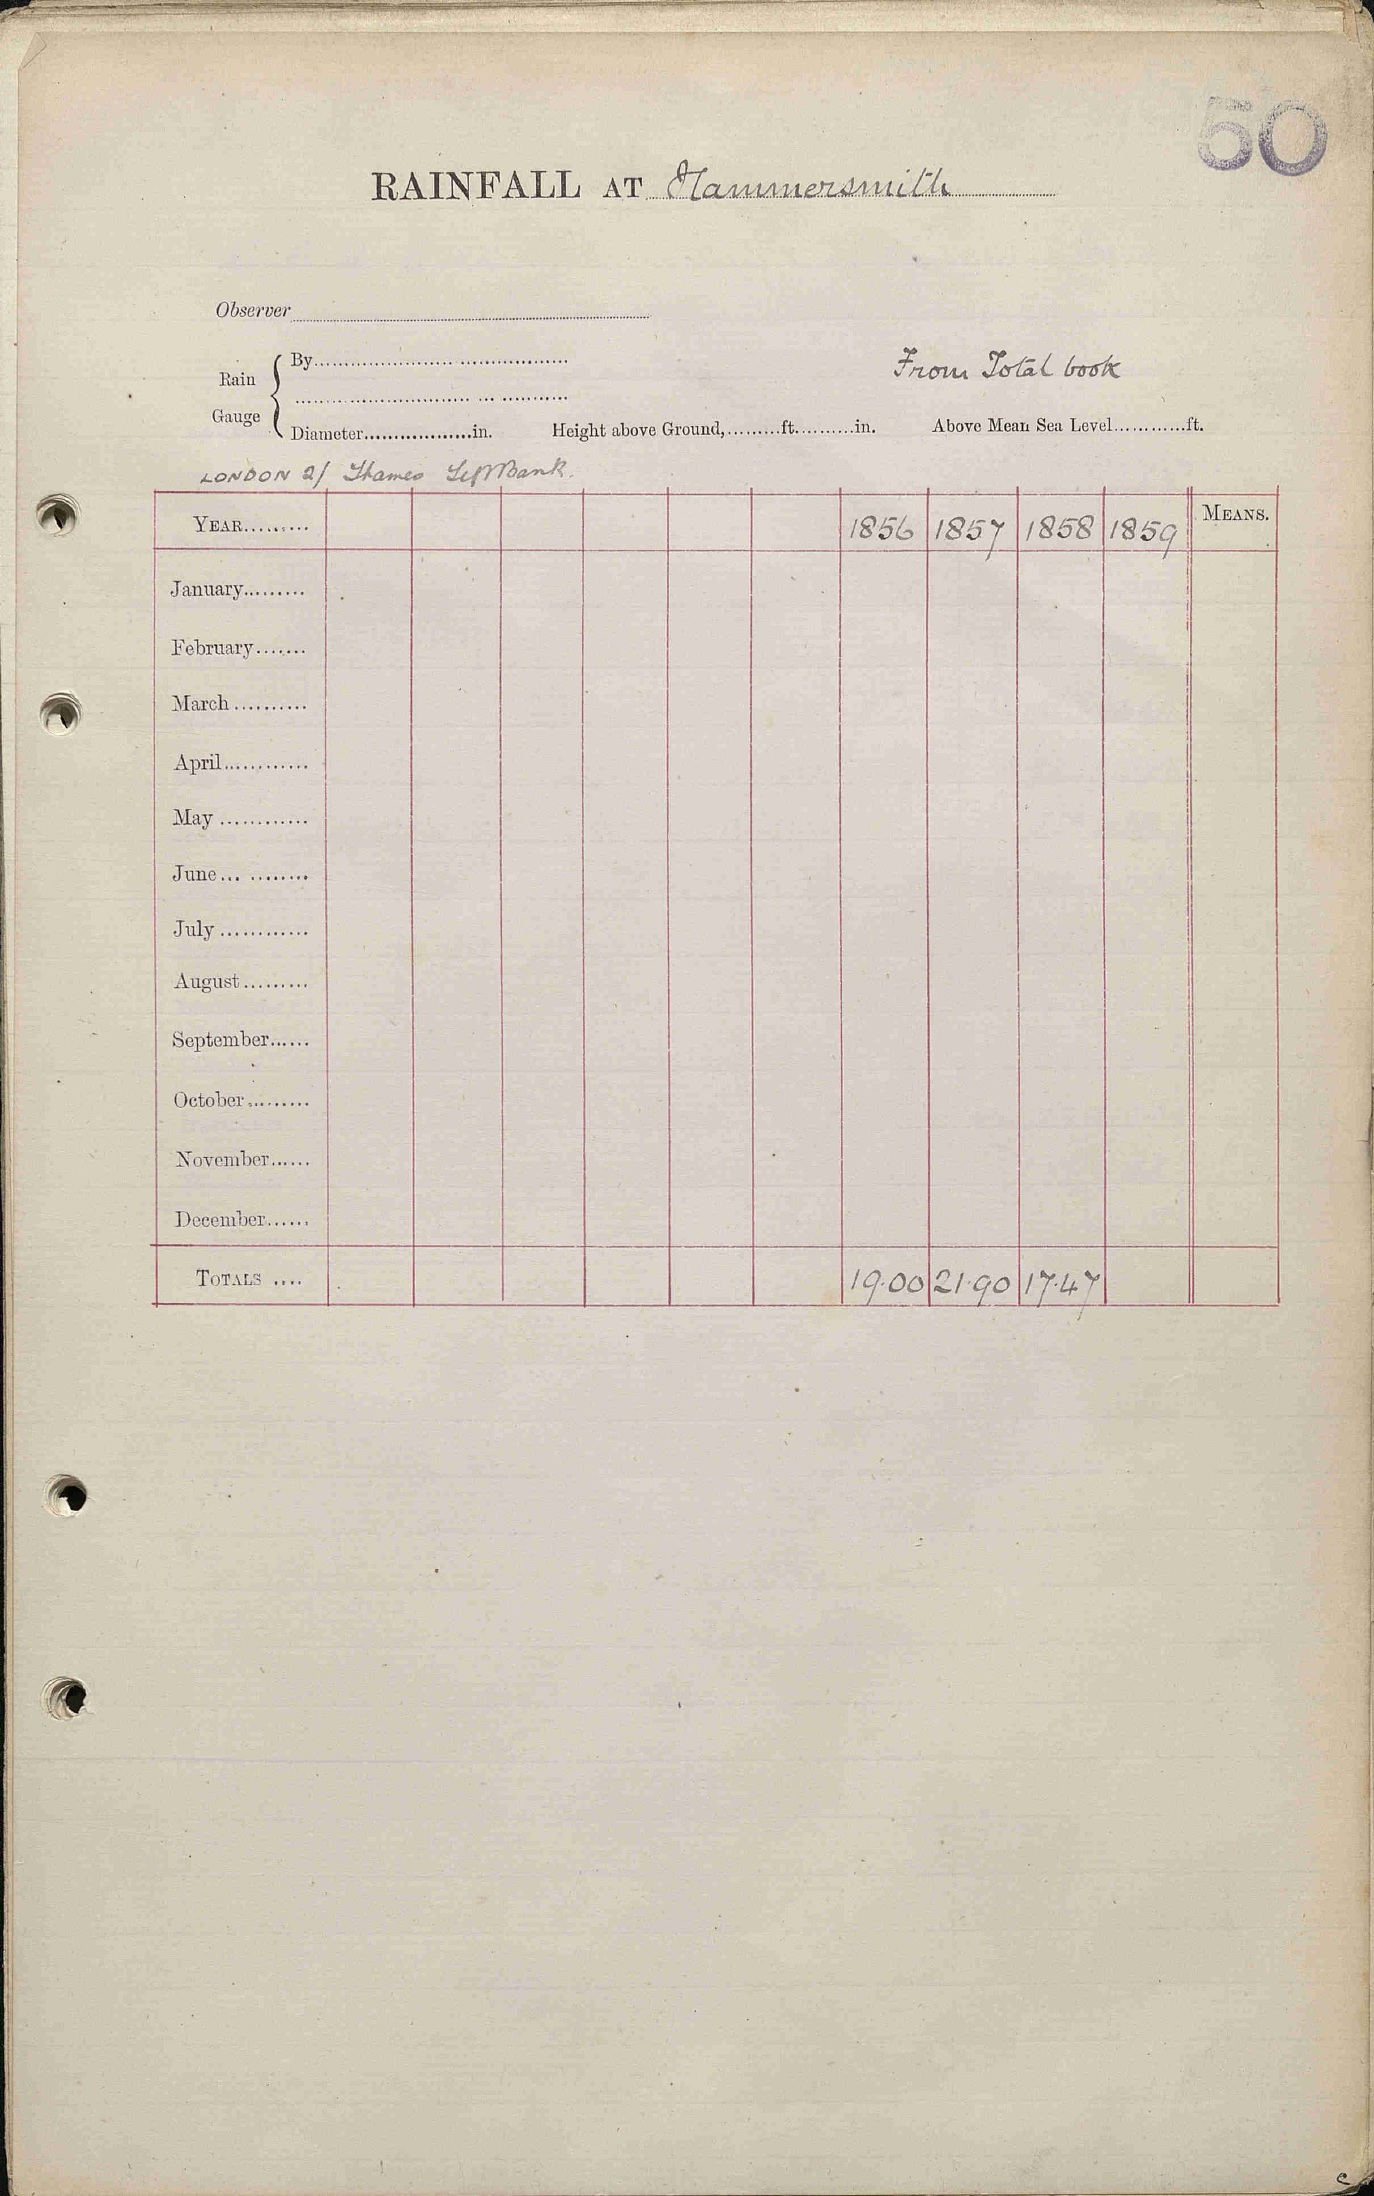 50
RAINFALL AT Hammersmith
Observer
Rain Gauge { By
Diameter..................in. Height above Ground,.........ft..........in. Above Mean Sea Level............ft.
From Total book
LONDON 2/ Thames Left Bank.
YEAR......... 1856 1857 1858 1859 MEANS.
January.........
February.......
March..........
April............
May............
June... ........
July............
August.........
September......
October.........
November......
December......
TOTALS .... 19.00 21.90 17.47
c